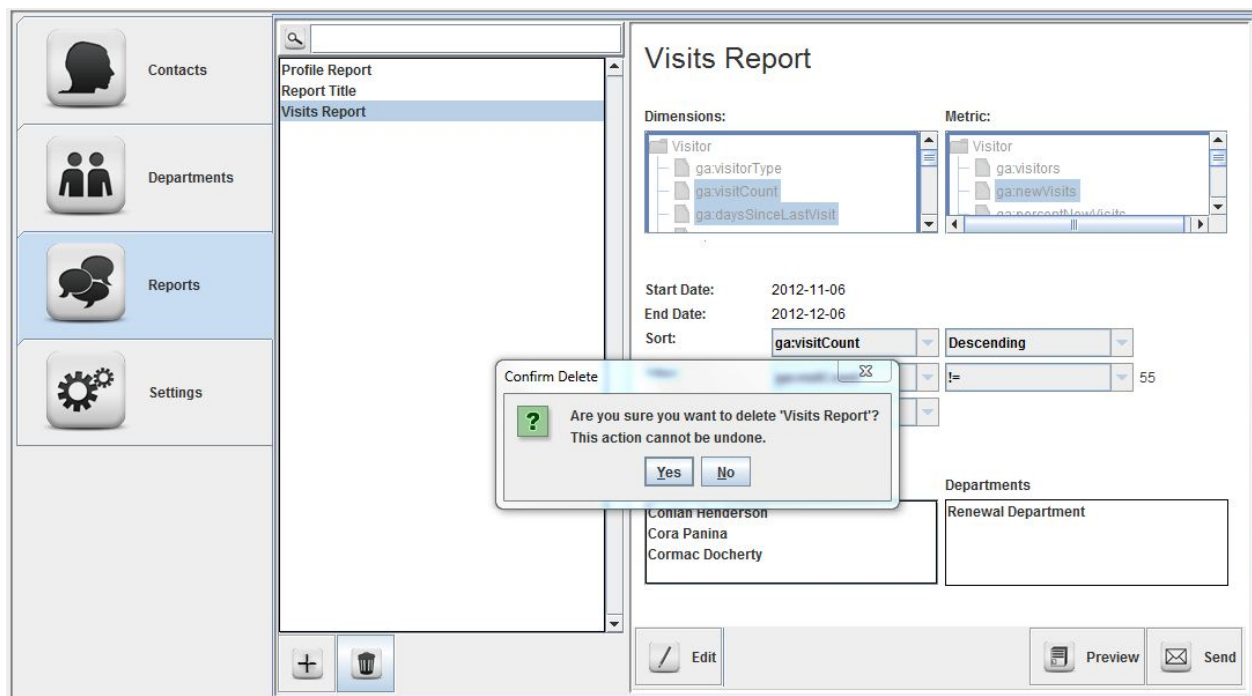 Contacts
Departments
Reports
Settings
Profile Report
Report Title
Visits Report
Visits Report
Dimensions:
Metric:
Visitor
ga:visitorType
ga:visitCount
ga:daysSinceLastVisit
Visitor
ga:visitors
ga:newVisits
ga:percentNewVisits
Start Date: 2012-11-06
End Date: 2012-12-06
Sort: ga:visitCount Descending
!= 55
Confirm Delete
Are you sure you want to delete 'Visits Report'?
This action cannot be undone.
Yes No
Departments
Henderson
Cora Panina
Cormac Docherty
Renewal Department
Edit
Preview
Send